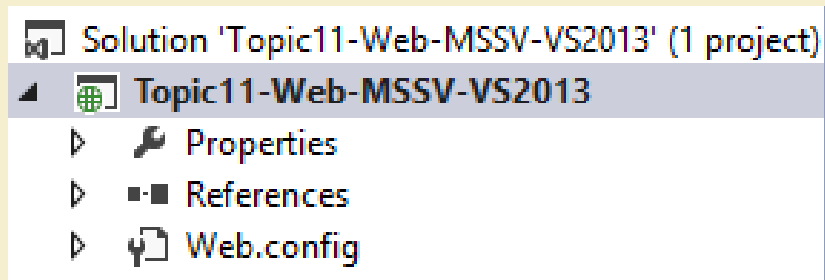 Solution 'Topic11-Web-MSSV-VS2013' (1 project)
Topic11-Web-MSSV-VS2013
Properties
References
Web.config